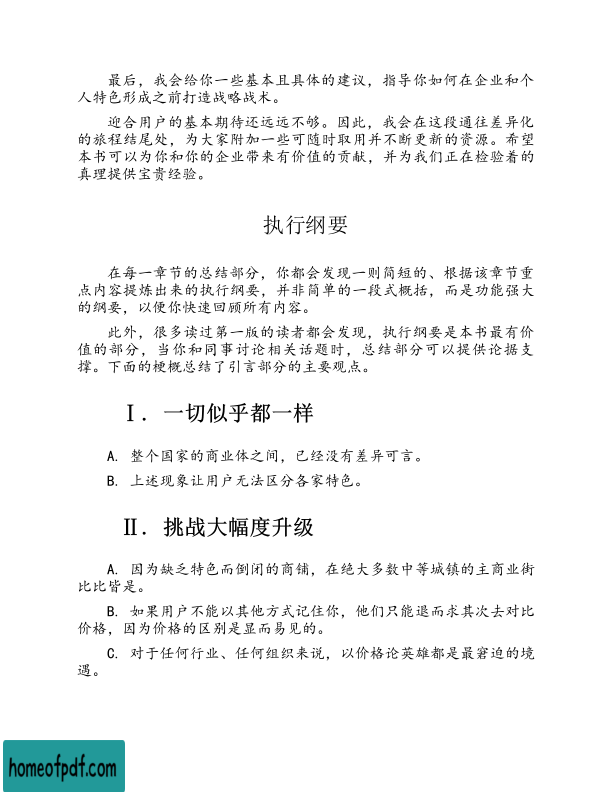 最后，我会给你一些基本且具体的建议，指导你如何在企业和个
人特色形成之前打造战略战术。
迎合用户的基本期待还远远不够。因此，我会在这段通往差异化
的旅程结尾处，为大家附加一些可随时取用并不断更新的资源。希望
本书可以为你和你的企业带来有价值的贡献，并为我们正在检验着的
真理提供宝贵经验。
执行纲要
在每一章节的总结部分，你都会发现一则简短的、根据该章节重
点内容提炼出来的执行纲要，并非简单的一段式概括，而是功能强大
的纲要，以便你快速回顾所有内容。
此外，很多读过第一版的读者都会发现，执行纲要是本书最有价
值的部分，当你和同事讨论相关话题时，总结部分可以提供论据支
撑。下面的梗概总结了引言部分的主要观点。
Ⅰ. 一切似乎都一样
A. 整个国家的商业体之间，已经没有差异可言。
B. 上述现象让用户无法区分各家特色。
Ⅱ. 挑战大幅度升级
A. 因为缺乏特色而倒闭的商铺，在绝大多数中等城镇的主商业街
比比皆是。
B. 如果用户不能以其他方式记住你，他们只能退而求其次去对比
价格，因为价格的区别是显而易见的。
C. 对于任何行业、任何组织来说，以价格论英雄都是最窘迫的境
遇。
homeofpdf.com